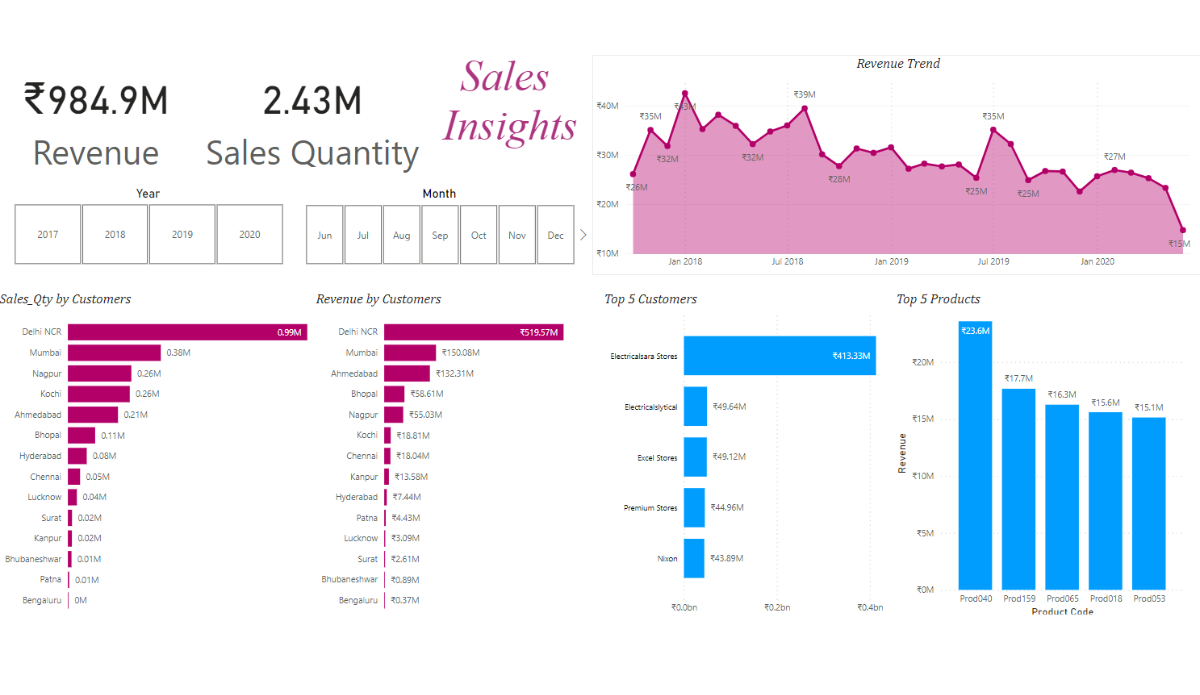 ₹984.9M
Revenue
2.43M
Sales Quantity
Sales
Insights
Year
2017
2018
2019
2020
Month
Jun
Jul
Aug
Sep
Oct
Nov
Dec
Revenue Trend
₹40M
₹30M
₹20M
₹10M
₹26M
₹35M
₹32M
₹43M
₹32M
₹39M
₹28M
₹25M
₹35M
₹25M
₹27M
₹15M
Jan 2018
Jul 2018
Jan 2019
Jul 2019
Jan 2020
Sales_Qty by Customers
Delhi NCR 0.99M
Mumbai 0.38M
Nagpur 0.26M
Kochi 0.26M
Ahmedabad 0.21M
Bhopal 0.11M
Hyderabad 0.08M
Chennai 0.05M
Lucknow 0.04M
Surat 0.02M
Kanpur 0.02M
Bhubaneshwar 0.01M
Patna 0.01M
Bengaluru 0M
Revenue by Customers
Delhi NCR ₹519.57M
Mumbai ₹150.08M
Ahmedabad ₹132.31M
Bhopal ₹58.61M
Nagpur ₹55.03M
Kochi ₹18.81M
Chennai ₹18.04M
Kanpur ₹13.58M
Hyderabad ₹7.44M
Patna ₹4.43M
Lucknow ₹3.09M
Surat ₹2.61M
Bhubaneshwar ₹0.89M
Bengaluru ₹0.37M
Top 5 Customers
Electricalsara Stores ₹413.33M
Electricalslytical ₹49.64M
Excel Stores ₹49.12M
Premium Stores ₹44.96M
Nixon ₹43.89M
₹0.0bn
₹0.2bn
₹0.4bn
Top 5 Products
Revenue
₹20M
₹15M
₹10M
₹5M
₹0M
₹23.6M
₹17.7M
₹16.3M
₹15.6M
₹15.1M
Prod040
Prod159
Prod065
Prod018
Prod053
Product Code